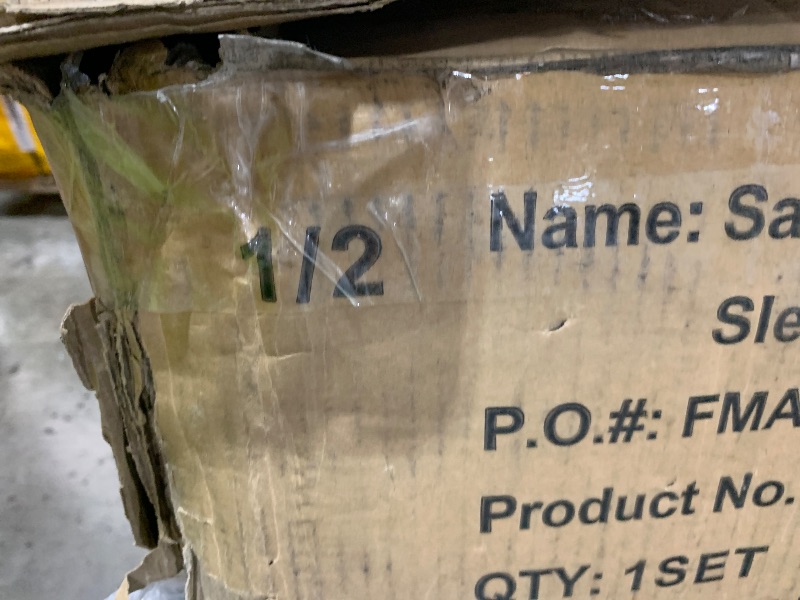 1/2
Name: Sa
Sle
P.O.#: FMA
Product No.
QTY: 1SET